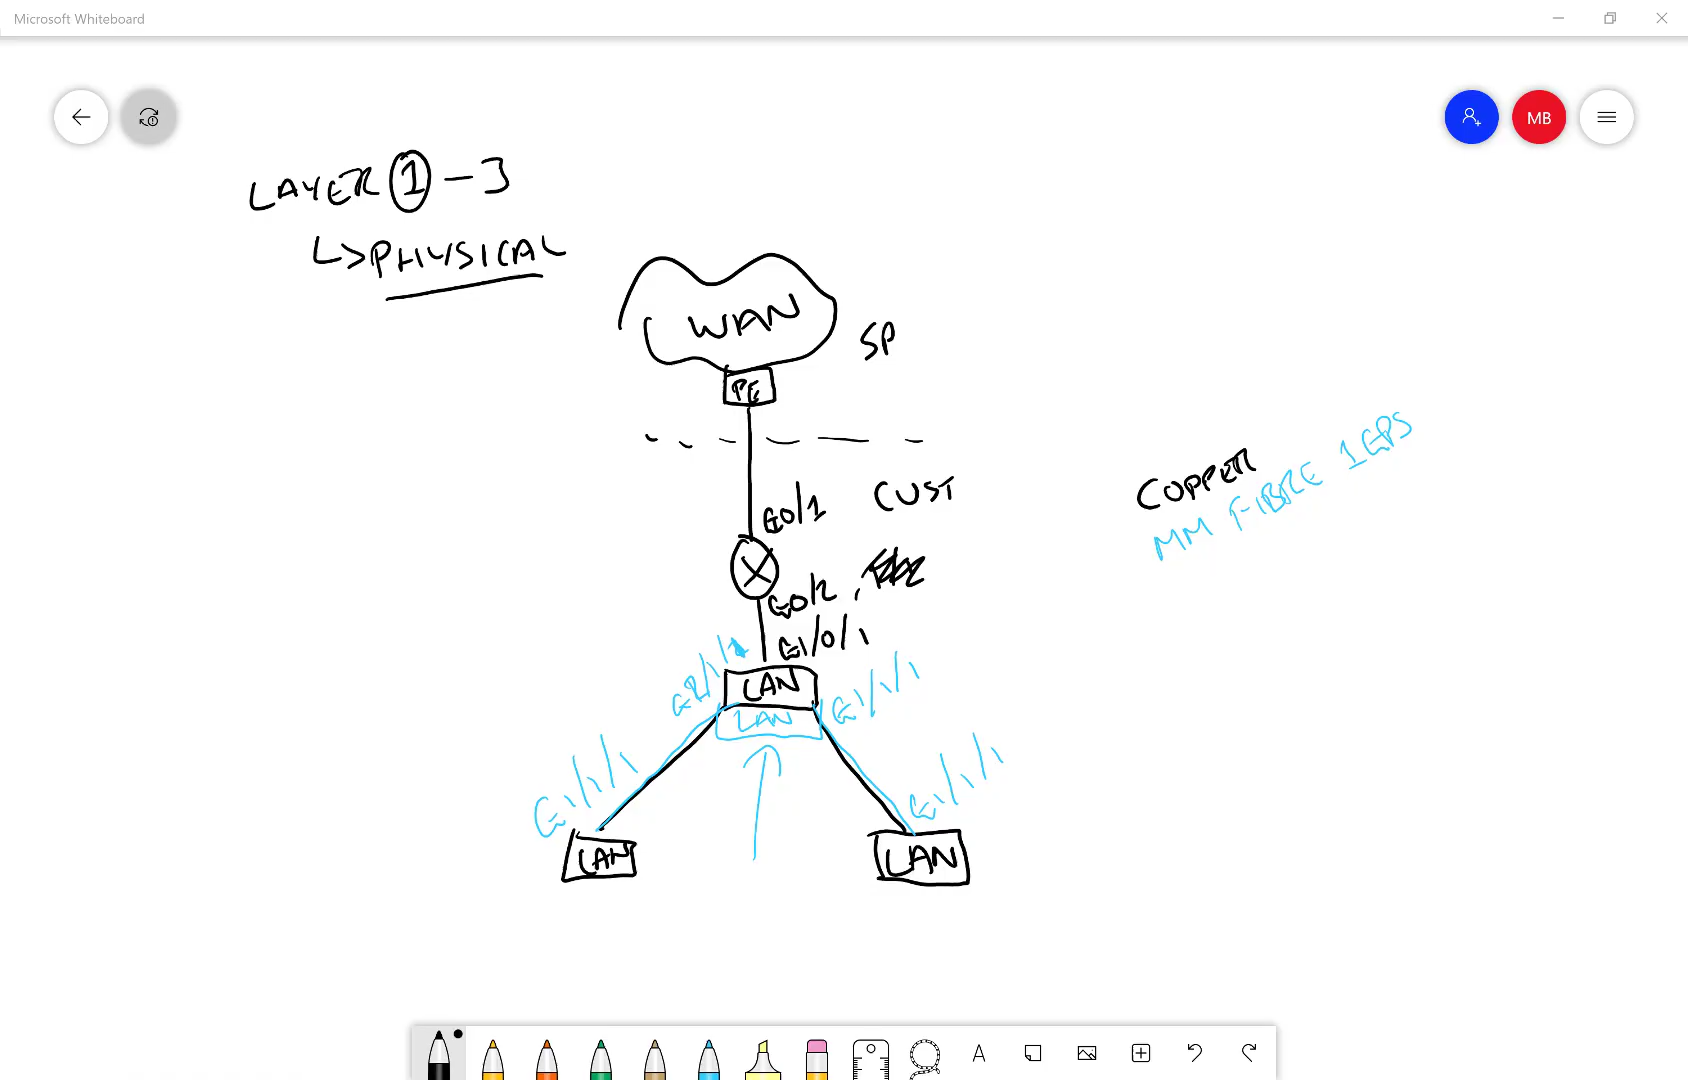 Microsoft Whiteboard
MB
LAYER 1 - 3
PHYSICAL
WAN
SP
PE
CUST
G0/1
COPPER
MM FIBRE 1GPS
G0/2,
G1/0/1
G2/1/1
LAN
G1/1/1
LAN
G1/1/1
G1/1/1
LAN
LAN
A